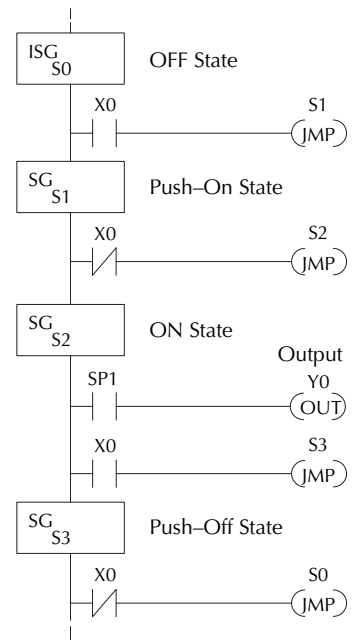 ISG
S0
OFF State
X0
S1
JMP
SG
S1
Push–On State
X0
S2
JMP
SG
S2
ON State
Output
SP1
Y0
OUT
X0
S3
JMP
SG
S3
Push–Off State
X0
S0
JMP